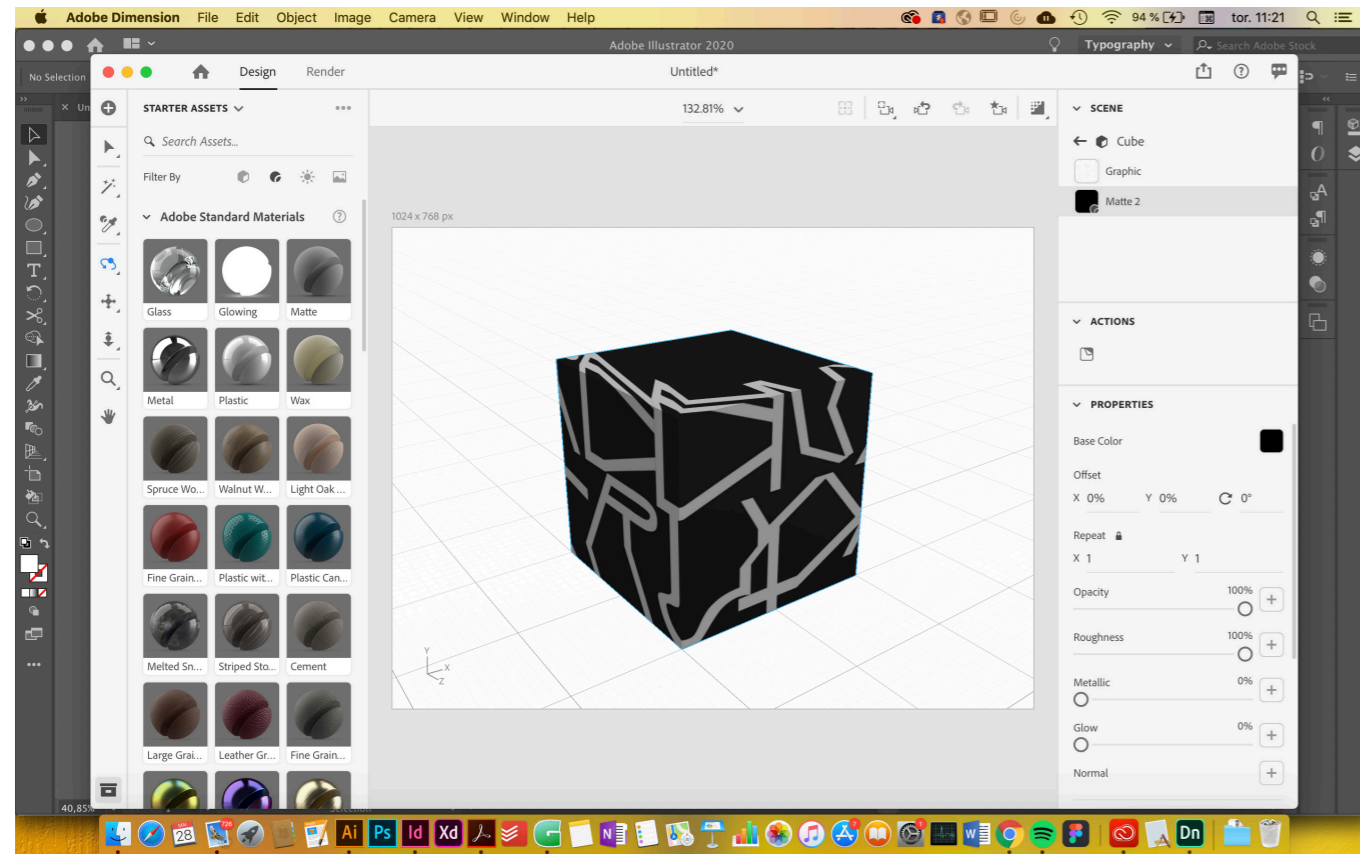 Adobe Dimension File Edit Object Image Camera View Window Help 94 % tor. 11:21
Adobe Illustrator 2020 Typography Search Adobe Stock
No Selection
Design Render Untitled*
× Un
STARTER ASSETS
132.81%
SCENE
Search Assets...
Cube
Filter By
Graphic
Matte 2
Adobe Standard Materials
1024 x 768 px
Glass Glowing Matte
Metal Plastic Wax
Spruce Wo... Walnut W... Light Oak ...
Fine Grain... Plastic wit... Plastic Can...
Melted Sn... Striped Sto... Cement
Large Grai... Leather Gr... Fine Grain...
Y
X
Z
ACTIONS
PROPERTIES
Base Color
Offset
X 0% Y 0% 0°
Repeat
X 1 Y 1
Opacity 100%
Roughness 100%
Metallic 0%
Glow 0%
Normal
40,85%
28 726 Ai Ps Id Xd N 7 1 W Dn